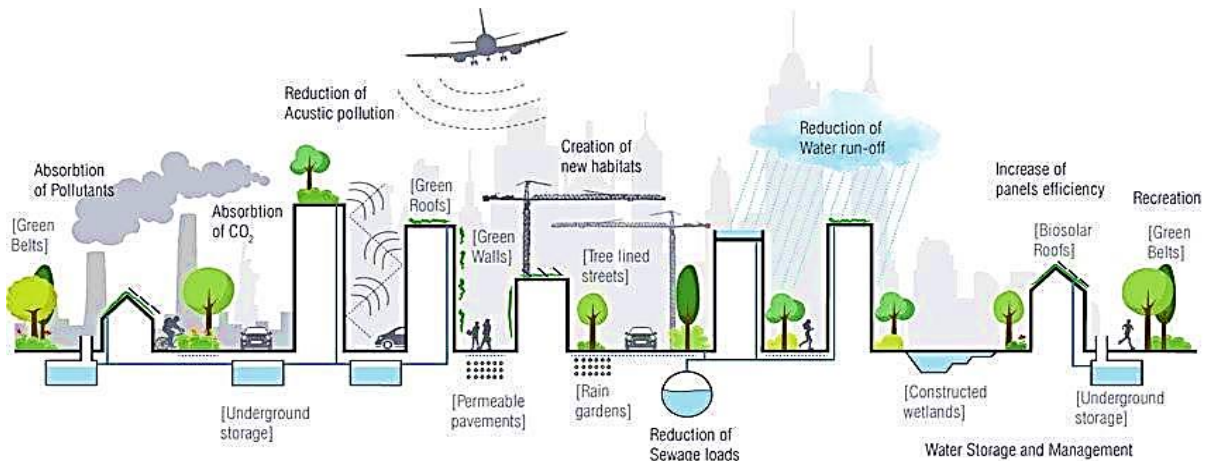 Reduction of
Acustic pollution
Absorbtion
of Pollutants
[Green
Belts]
Absorbtion
of CO₂
[Green
Roofs]
[Green
Walls]
Creation of
new habitats
[Tree lined
streets]
Reduction of
Water run-off
Increase of
panels efficiency
[Biosolar
Roofs]
Recreation
[Green
Belts]
[Underground
storage]
[Permeable
pavements]
[Rain
gardens]
Reduction of
Sewage loads
[Constructed
wetlands]
[Underground
storage]
Water Storage and Management